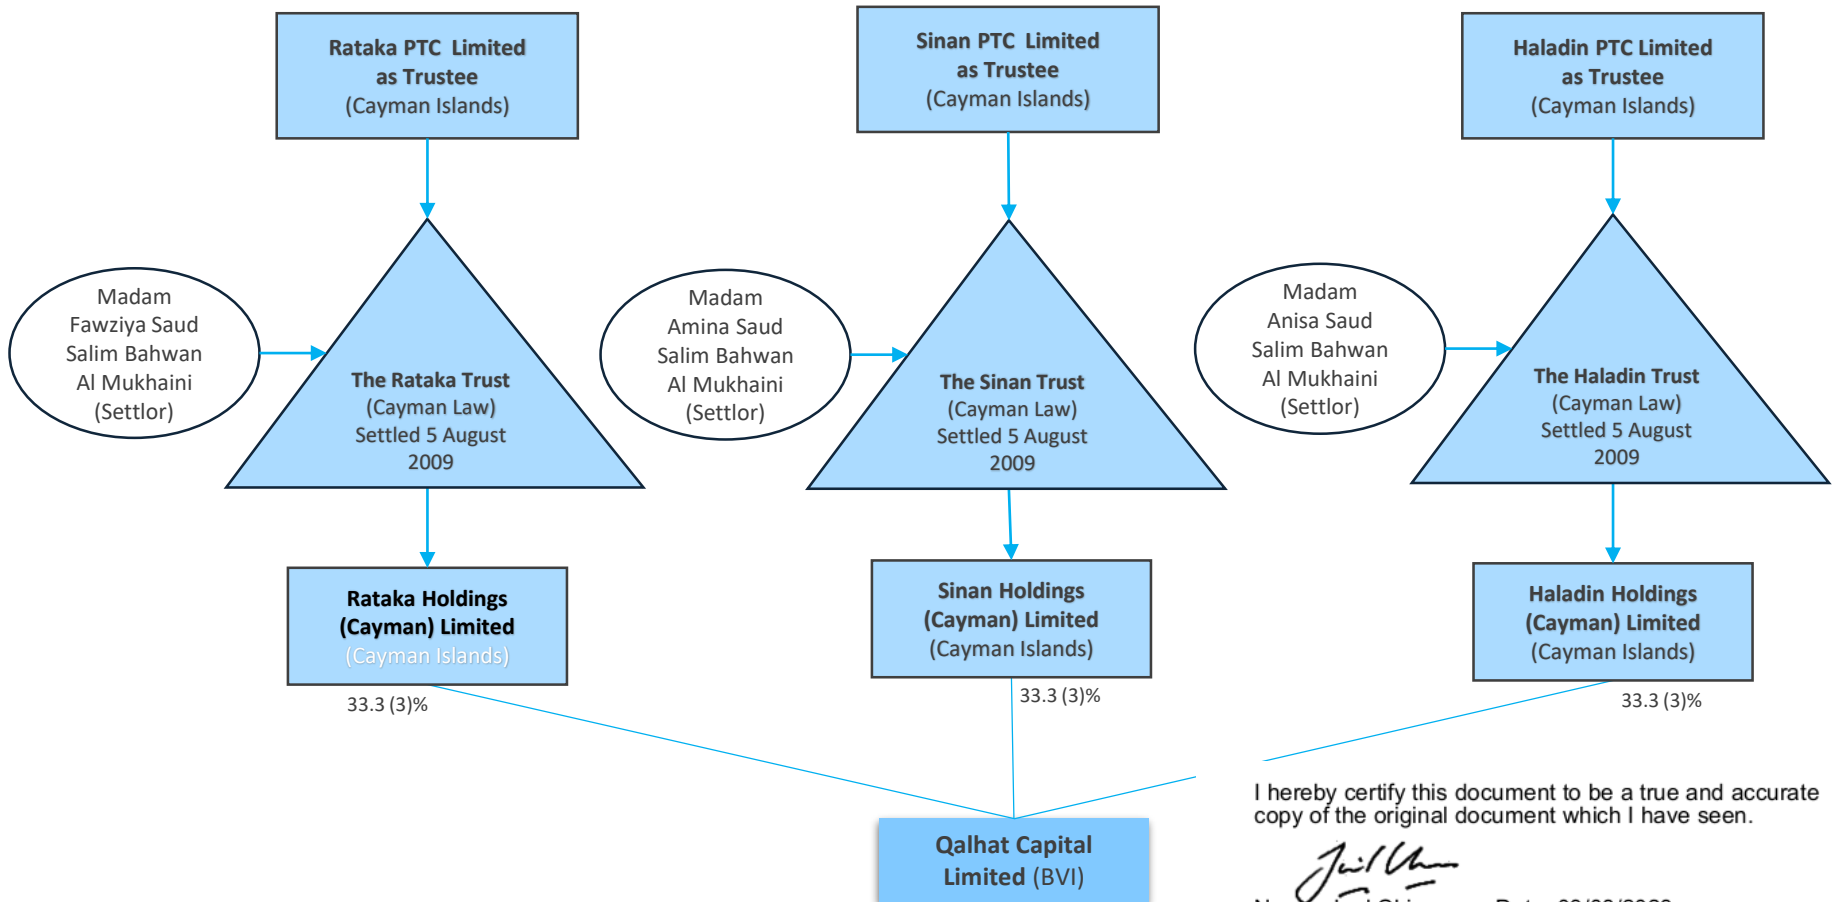 Rataka PTC  Limited
as Trustee
(Cayman Islands)
Sinan PTC  Limited
as Trustee
(Cayman Islands)
Haladin PTC Limited
as Trustee
(Cayman Islands)
Madam
Fawziya Saud
Salim Bahwan
Al Mukhaini
(Settlor)
The Rataka Trust
(Cayman Law)
Settled 5 August
2009
Madam
Amina Saud
Salim Bahwan
Al Mukhaini
(Settlor)
The Sinan Trust
(Cayman Law)
Settled 5 August
2009
Madam
Anisa Saud
Salim Bahwan
Al Mukhaini
(Settlor)
The Haladin Trust
(Cayman Law)
Settled 5 August
2009
Rataka Holdings
(Cayman) Limited
(Cayman Islands)
Sinan Holdings
(Cayman) Limited
(Cayman Islands)
Haladin Holdings
(Cayman) Limited
(Cayman Islands)
33.3 (3)%
33.3 (3)%
33.3 (3)%
Qalhat Capital
Limited (BVI)
I hereby certify this document to be a true and accurate
copy of the original document which I have seen.